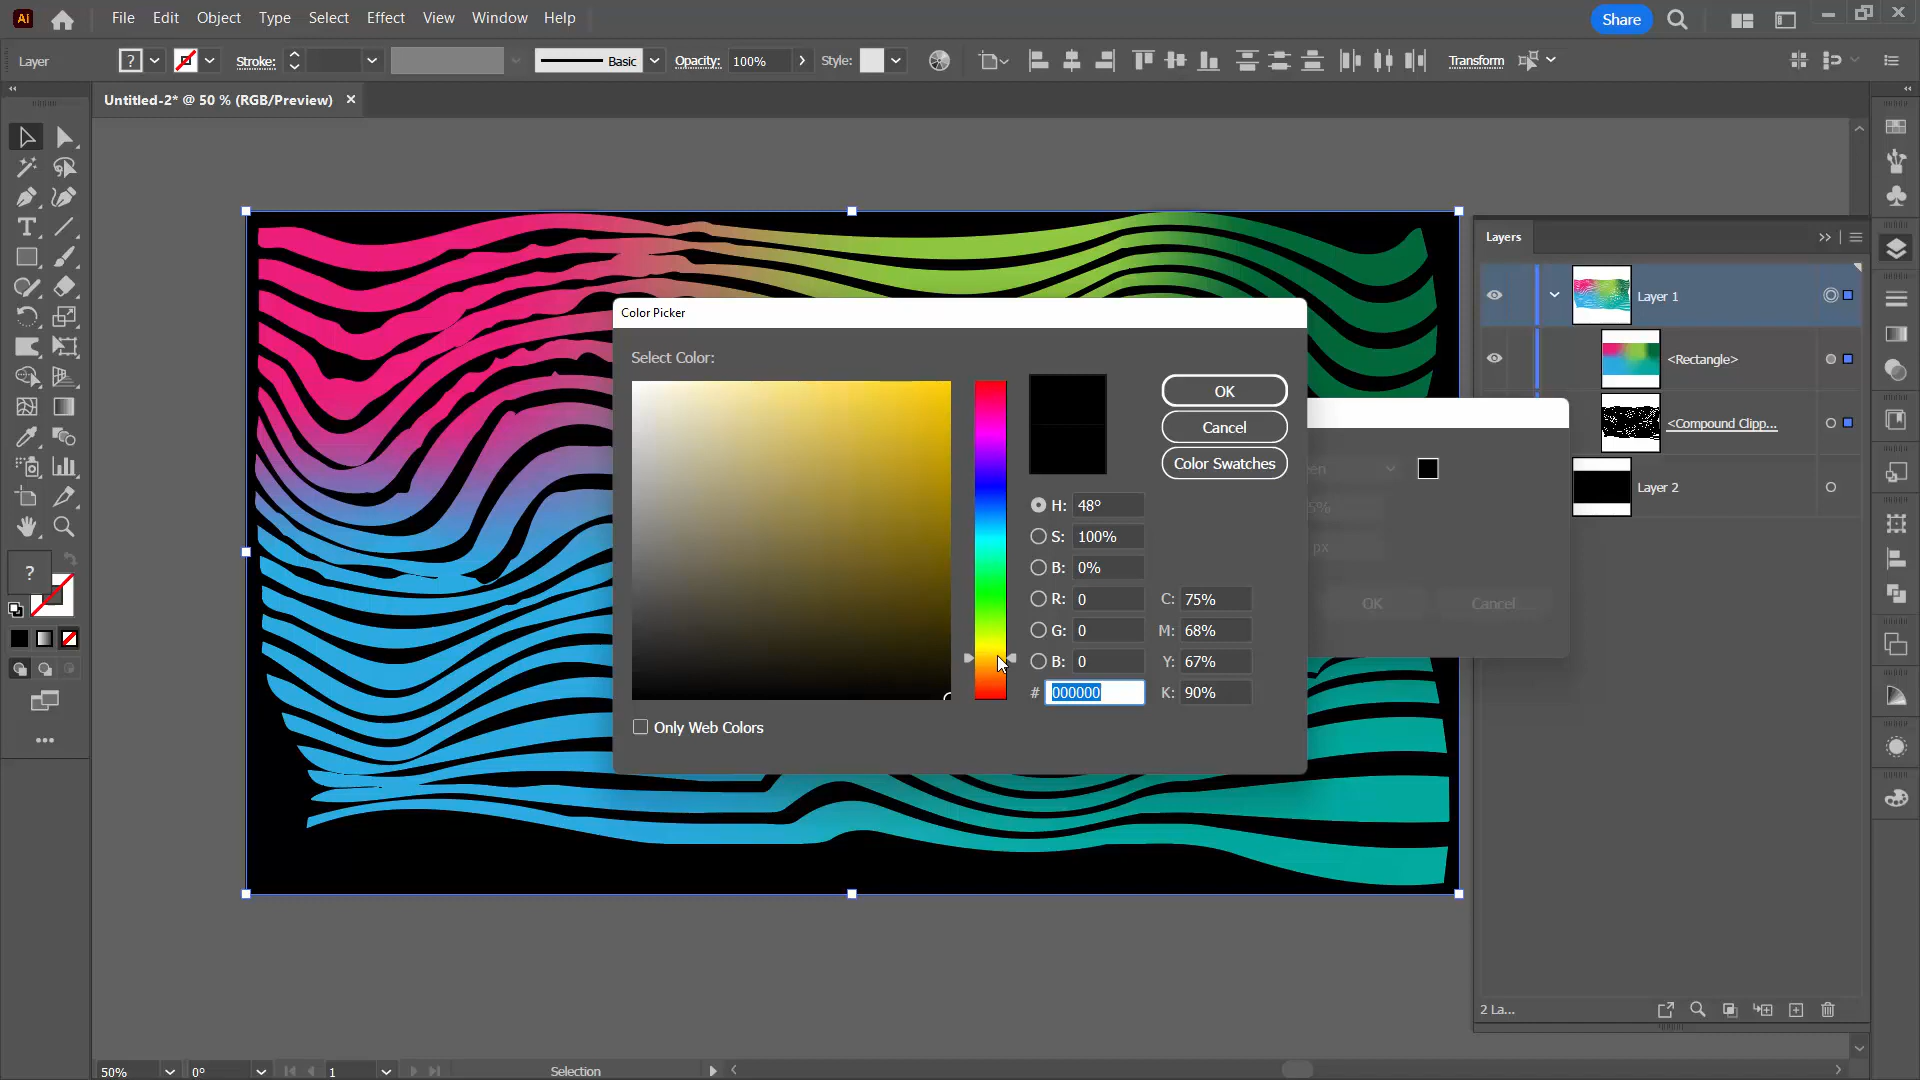 Ai File Edit Object Type Select Effect View Window Help Share
Layer ? Stroke: Basic Opacity: 100% Style: Transform
Untitled-2* @ 50 % (RGB/Preview)
Layers
Layer 1
<Rectangle>
<Compound Clipp...
Layer 2
Color Picker
Select Color:
OK
Cancel
Color Swatches
H: 48°
S: 100%
B: 0%
R: 0 C: 75%
G: 0 M: 68%
B: 0 Y: 67%
# 000000 K: 90%
Only Web Colors
px
OK Cancel
?
2 La...
50% 0° 1 Selection